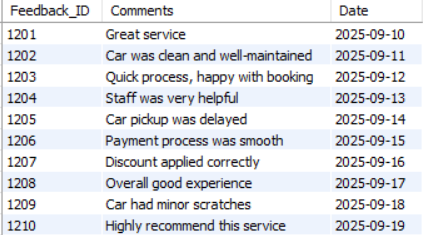 Feedback_ID Comments Date
1201 Great service 2025-09-10
1202 Car was clean and well-maintained 2025-09-11
1203 Quick process, happy with booking 2025-09-12
1204 Staff was very helpful 2025-09-13
1205 Car pickup was delayed 2025-09-14
1206 Payment process was smooth 2025-09-15
1207 Discount applied correctly 2025-09-16
1208 Overall good experience 2025-09-17
1209 Car had minor scratches 2025-09-18
1210 Highly recommend this service 2025-09-19